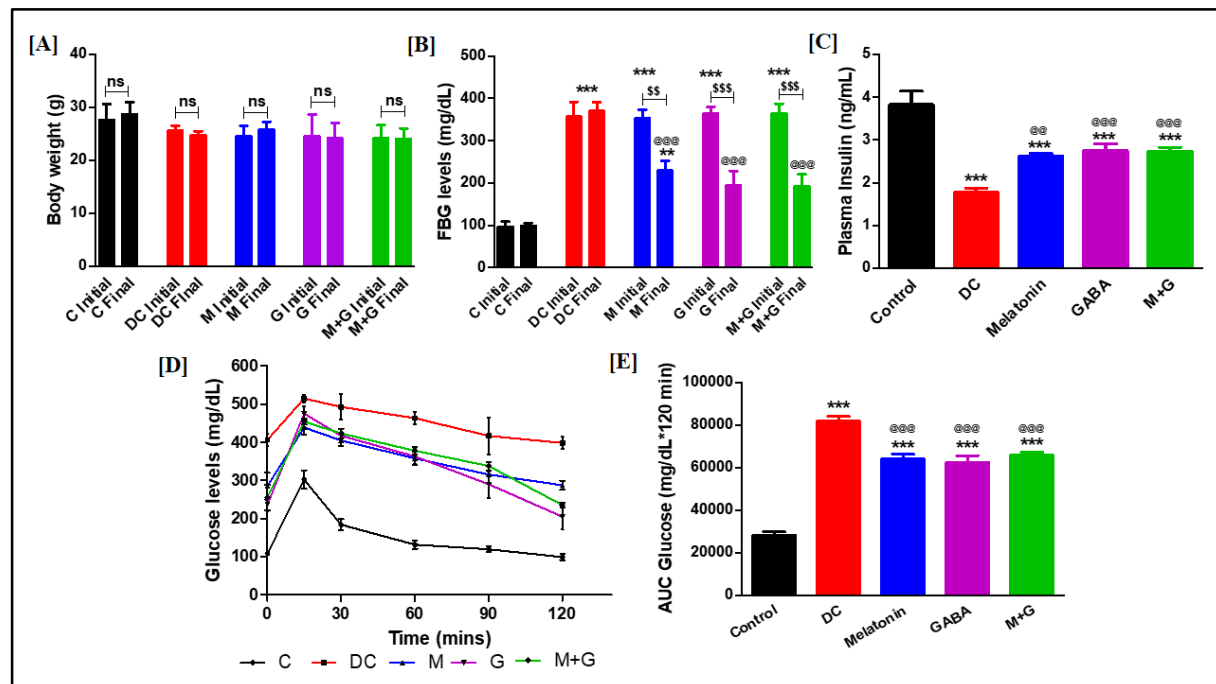 [A]
Body weight (g)
40
30
20
10
0
ns
ns
ns
ns
ns
C Initial
C Final
DC Initial
DC Final
M Initial
M Final
G Initial
G Final
M+G Initial
M+G Final
[B]
FBG levels (mg/dL)
500
400
300
200
100
0
***
***
$$
@@@
**
***
$$$
@@@
***
$$$
@@@
C Initial
C Final
DC Initial
DC Final
M Initial
M Final
G Initial
G Final
M+G Initial
M+G Final
[C]
Plasma Insulin (ng/mL)
5
4
3
2
1
0
***
@@
***
@@@
***
@@@
***
Control
DC
Melatonin
GABA
M+G
[D]
Glucose levels (mg/dL)
600
500
400
300
200
100
0
0 30 60 90 120
Time (mins)
C DC M G M+G
[E]
AUC Glucose (mg/dL*120 min)
100000
80000
60000
40000
20000
0
***
@@@
***
@@@
***
@@@
***
Control
DC
Melatonin
GABA
M+G